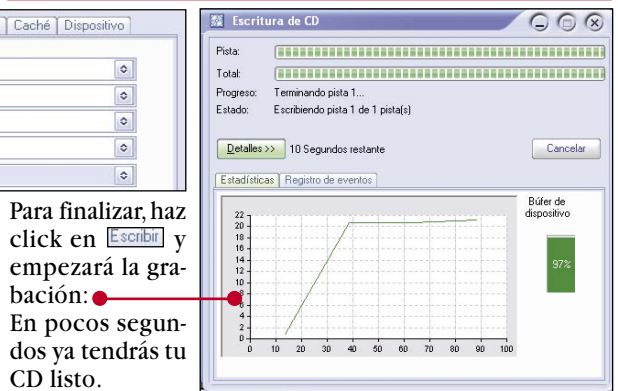 Caché Dispositivo
Para finalizar, haz
click en Escribir y
empezará la gra-
bación:
En pocos segun-
dos ya tendrás tu
CD listo.
Escritura de CD
Pista:
Total:
Progreso: Terminando pista 1...
Estado: Escribiendo pista 1 de 1 pista(s)
Detalles >> 10 Segundos restante Cancelar
Estadísticas Registro de eventos
Búfer de
dispositivo
97%
22
20
18
16
14
12
10
8
6
4
2
0
0 10 20 30 40 50 60 70 80 90 100